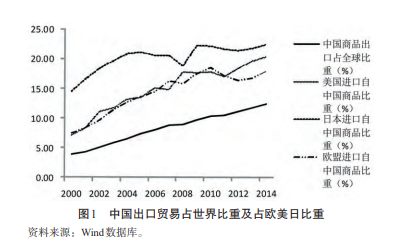 25.00
20.00
15.00
10.00
5.00
0.00
2000 2002 2004 2006 2008 2010 2012 2014
中国商品出
口占全球比
重（%）
美国进口自
中国商品比
重（%）
日本进口自
中国商品比
重（%）
欧盟进口自
中国商品比
重（%）
图1 中国出口贸易占世界比重及占欧美日比重
资料来源：Wind数据库。